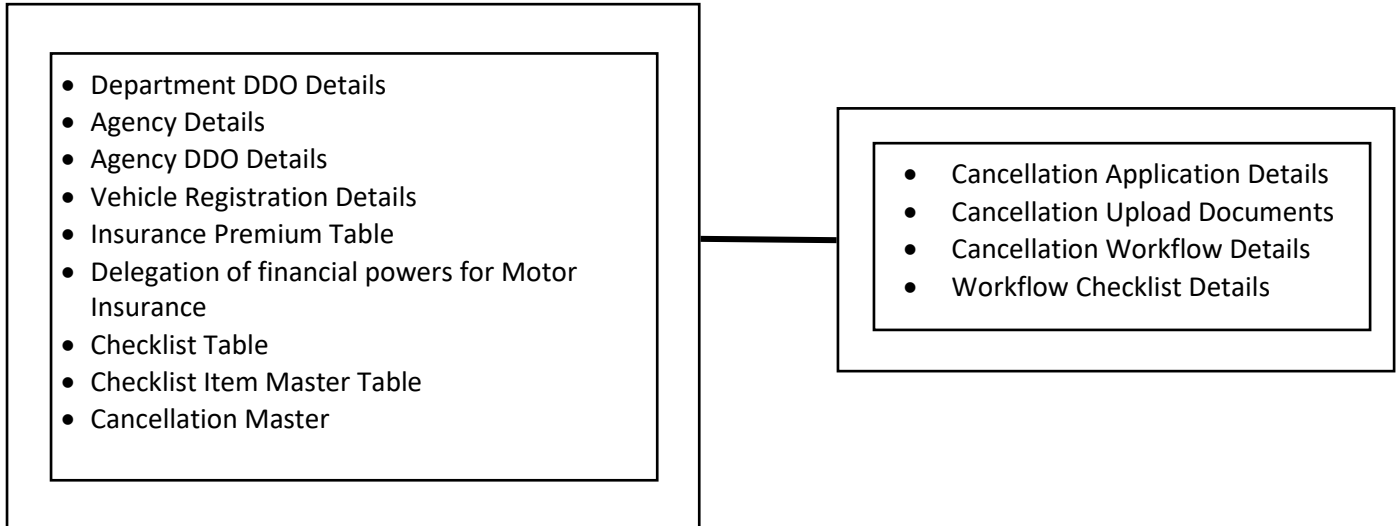 • Department DDO Details
• Agency Details
• Agency DDO Details
• Vehicle Registration Details
• Insurance Premium Table
• Delegation of financial powers for Motor
Insurance
• Checklist Table
• Checklist Item Master Table
• Cancellation Master
• Cancellation Application Details
• Cancellation Upload Documents
• Cancellation Workflow Details
• Workflow Checklist Details